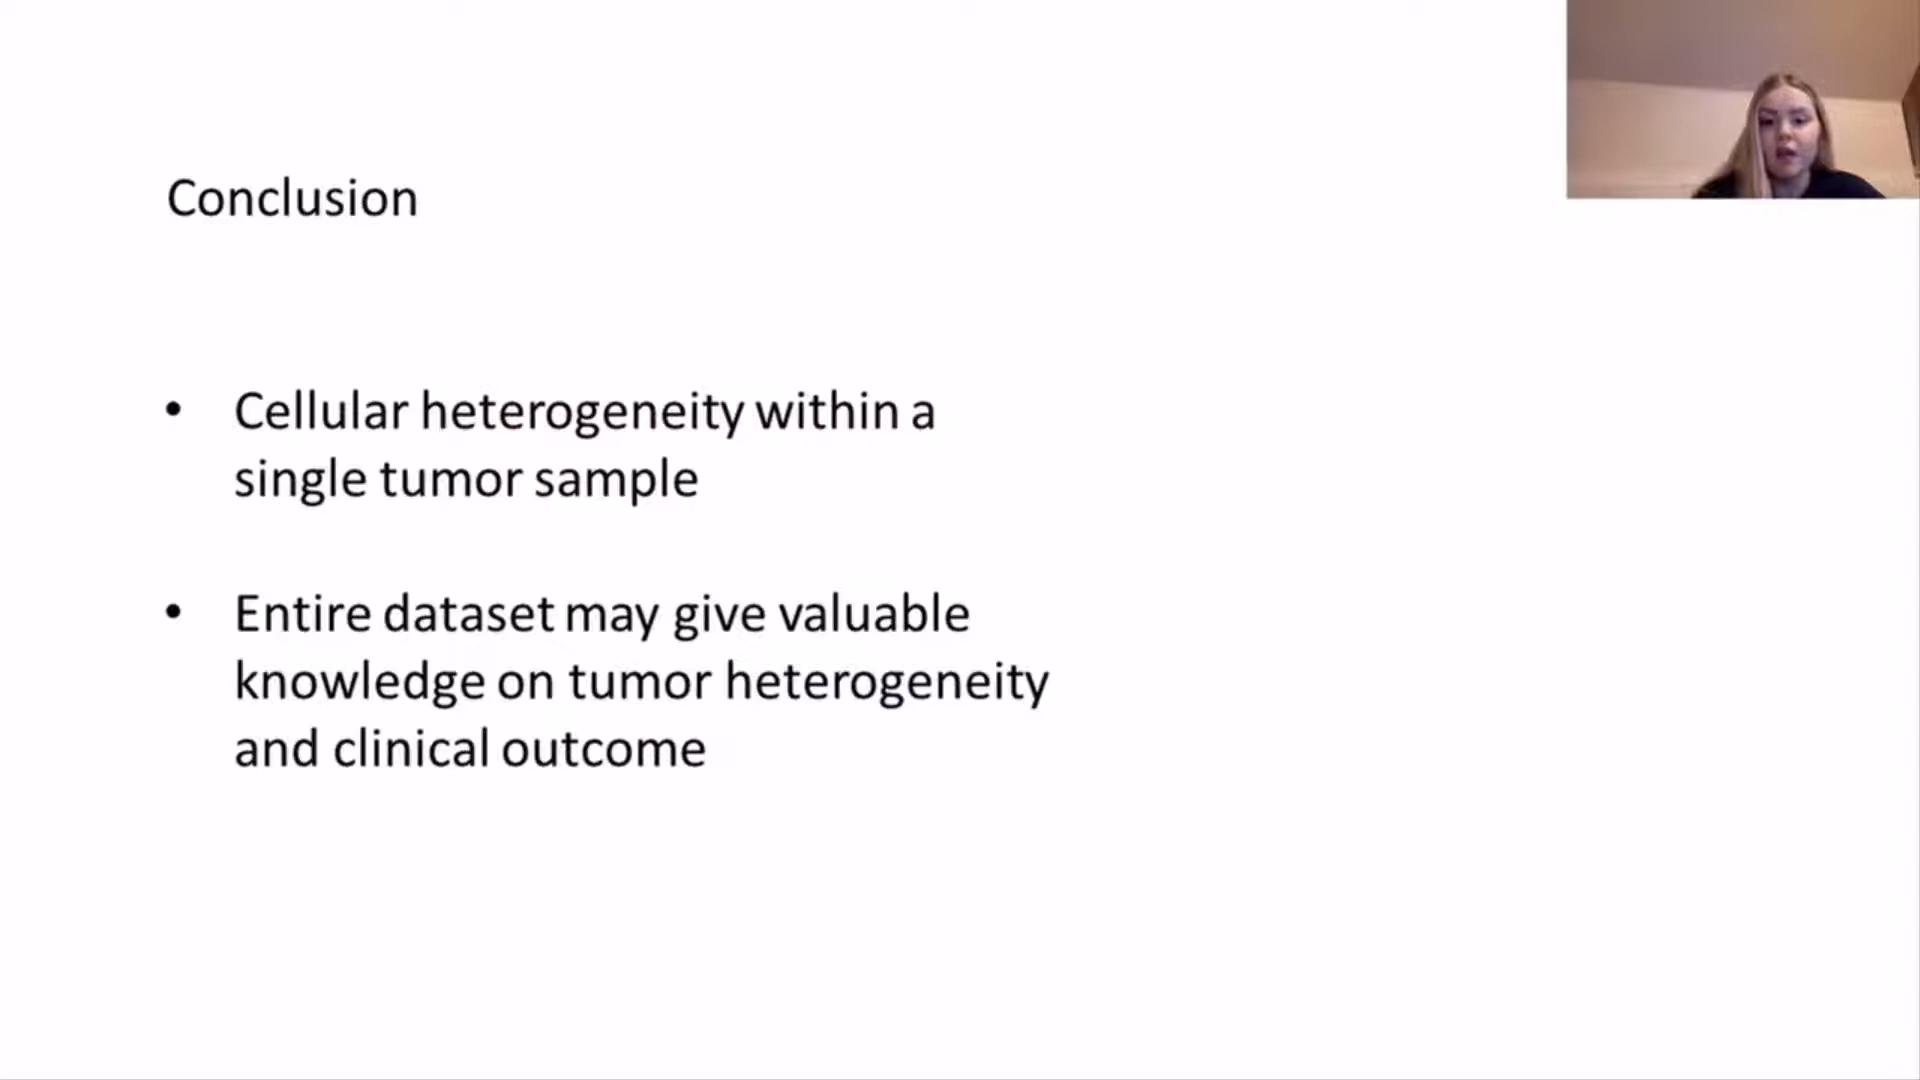 Conclusion
• Cellular heterogeneity within a
single tumor sample
• Entire dataset may give valuable
knowledge on tumor heterogeneity
and clinical outcome